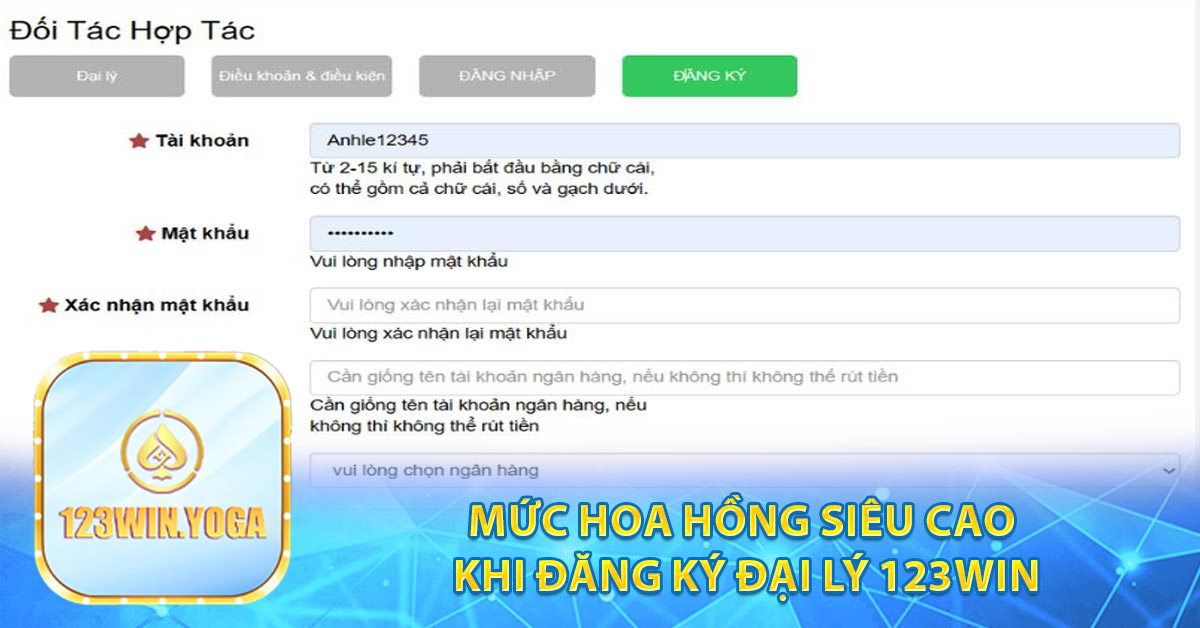 Đối Tác Hợp Tác
Đại lý
Điều khoản & điều kiện
ĐĂNG NHẬP
ĐĂNG KÝ
Tài khoản
Anhle12345
Từ 2-15 kí tự, phải bắt đầu bằng chữ cái,
có thể gồm cả chữ cái, số và gạch dưới.
Mật khẩu
••••••••••
Vui lòng nhập mật khẩu
Xác nhận mật khẩu
Vui lòng xác nhận lại mật khẩu
Vui lòng xác nhận lại mật khẩu
Cần giống tên tài khoản ngân hàng, nếu không thì không thể rút tiền
Cần giống tên tài khoản ngân hàng, nếu
không thì không thể rút tiền
vui lòng chọn ngân hàng
123WIN.YOGA
MỨC HOA HỒNG SIÊU CAO
KHI ĐĂNG KÝ ĐẠI LÝ 123WIN